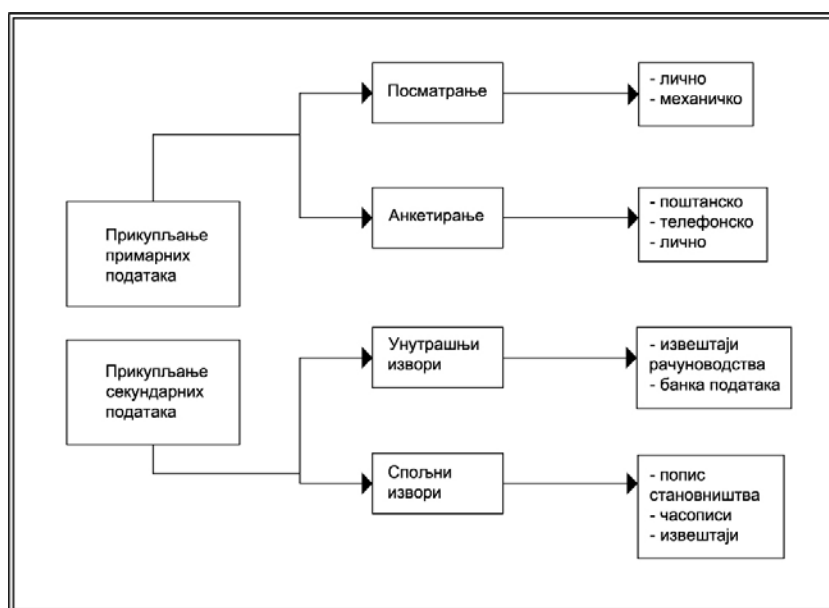 Прикупљање
примарних
података
Посматрање
- лично
- механичко
Анкетирање
- поштанско
- телефонско
- лично
Прикупљање
секундарних
података
Унутрашњи
извори
- извештаји
рачуноводства
- банка података
Спољни
извори
- попис
становништва
- часописи
- извештаји